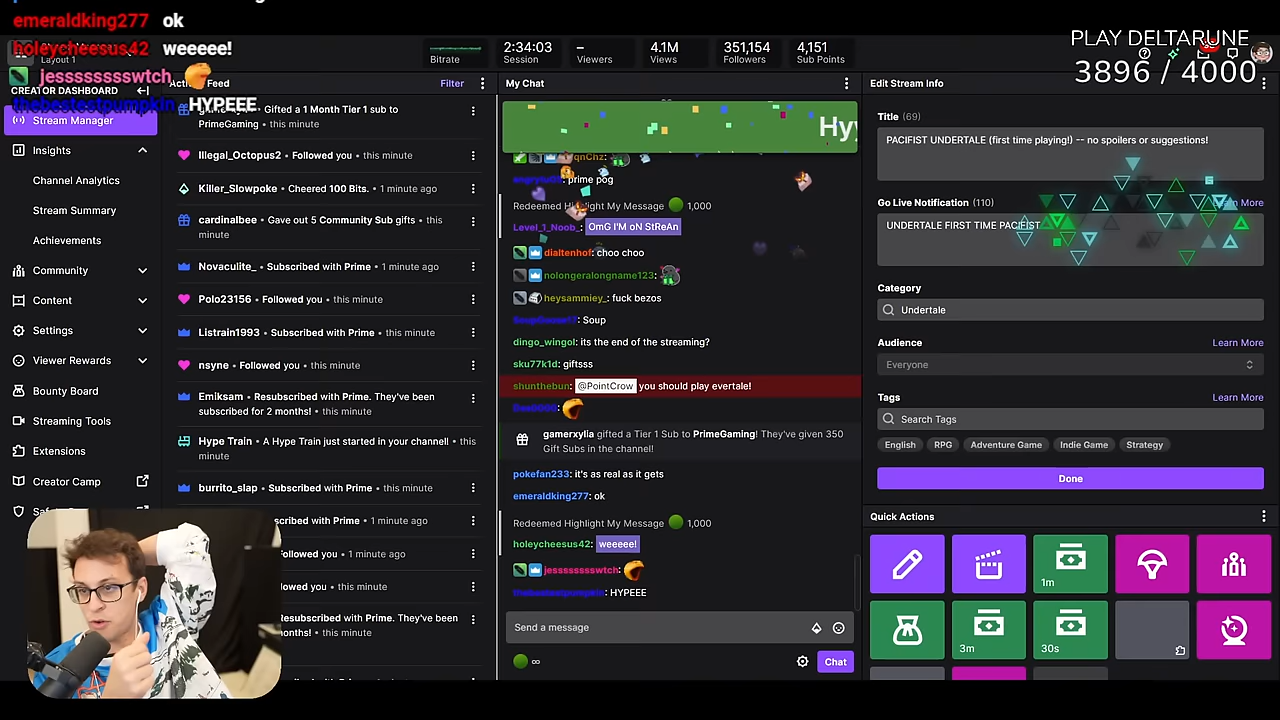 emeraldking277 ok
holeycheesus42 weeeee!
jessssssswtch
thebestestpumpkin HYPEEE
PLAY DELTARUNE
3896 / 4000
Layout 1
CREATOR DASHBOARD
Stream Manager
Insights
Channel Analytics
Stream Summary
Achievements
Community
Content
Settings
Viewer Rewards
Bounty Board
Streaming Tools
Extensions
Creator Camp
Bitrate
2:34:03
Session
–
Viewers
4.1M
Views
351,154
Followers
4,151
Sub Points
Feed
Filter
Gifted a 1 Month Tier 1 sub to
PrimeGaming • this minute
Illegal_Octopus2 • Followed you • this minute
Killer_Slowpoke • Cheered 100 Bits. • 1 minute ago
cardinalbee • Gave out 5 Community Sub gifts • this
minute
Novaculite_ • Subscribed with Prime • 1 minute ago
Polo23156 • Followed you • this minute
Listrain1993 • Subscribed with Prime • this minute
nsyne • Followed you • this minute
Emiksam • Resubscribed with Prime. They've been
subscribed for 2 months! • this minute
Hype Train • A Hype Train just started in your channel! • this
minute
burrito_slap • Subscribed with Prime • this minute
scribed with Prime • 1 minute ago
ollowed you • 1 minute ago
llowed you • this minute
subscribed with Prime. They've been
onths! • this minute
My Chat
Hy
qnChz:
prime pog
Redeemed Highlight My Message 1,000
Level_1_Noob_: OmG I'M oN StReAn
dialtenhof: choo choo
nolongeralongname123:
heysammiey_: fuck bezos
Soup
dingo_wingol: its the end of the streaming?
sku77k1d: giftsss
shunthebun: @PointCrow you should play evertale!
gamerxylia gifted a Tier 1 Sub to PrimeGaming! They've given 350
Gift Subs in the channel!
pokefan233: it's as real as it gets
emeraldking277: ok
Redeemed Highlight My Message 1,000
holeycheesus42: weeeee!
jessssssswtch:
thebestestpumpkin: HYPEEE
Send a message
∞
Chat
Edit Stream Info
Title (69)
PACIFIST UNDERTALE (first time playing!) -- no spoilers or suggestions!
Go Live Notification (110)
More
UNDERTALE FIRST TIME PACIFIST
Category
Undertale
Audience
Learn More
Everyone
Tags
Learn More
Search Tags
English
RPG
Adventure Game
Indie Game
Strategy
Done
Quick Actions
1m
3m
30s